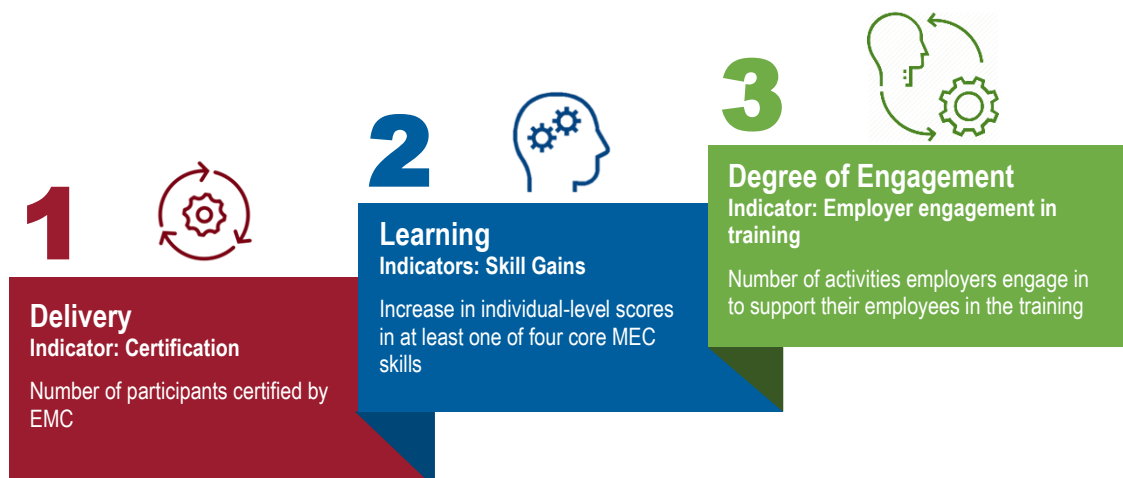 1
Delivery
Indicator: Certification
Number of participants certified by
EMC
2
Learning
Indicators: Skill Gains
Increase in individual-level scores
in at least one of four core MEC
skills
3
Degree of Engagement
Indicator: Employer engagement in
training
Number of activities employers engage in
to support their employees in the training